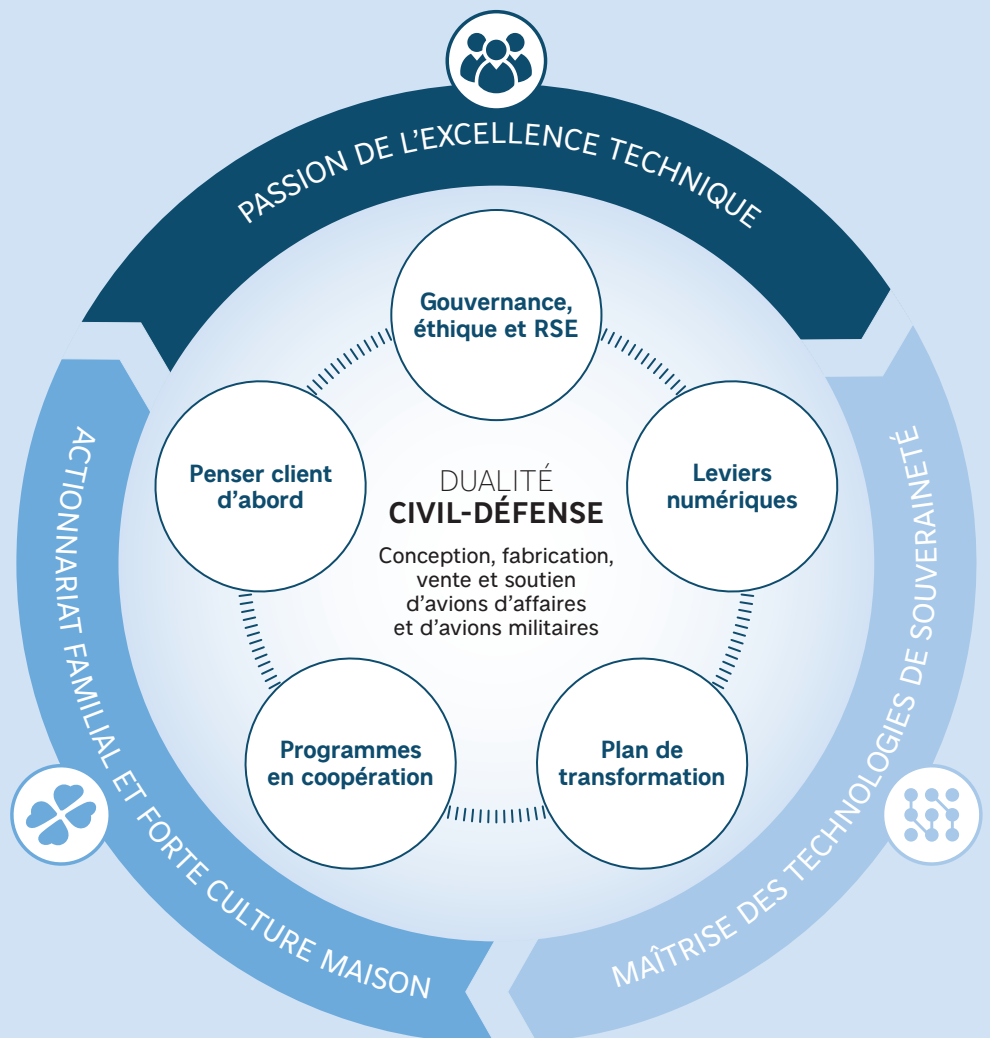 PASSION DE L'EXCELLENCE TECHNIQUE
Gouvernance,
éthique et RSE
Penser client
d'abord
Leviers
numériques
DUALITÉ
CIVIL-DÉFENSE
Conception, fabrication,
vente et soutien
d'avions d'affaires
et d'avions militaires
Programmes
en coopération
Plan de
transformation
ACTIONNARIAT FAMILIAL ET FORTE CULTURE MAISON
MAÎTRISE DES TECHNOLOGIES DE SOUVERAINETÉ